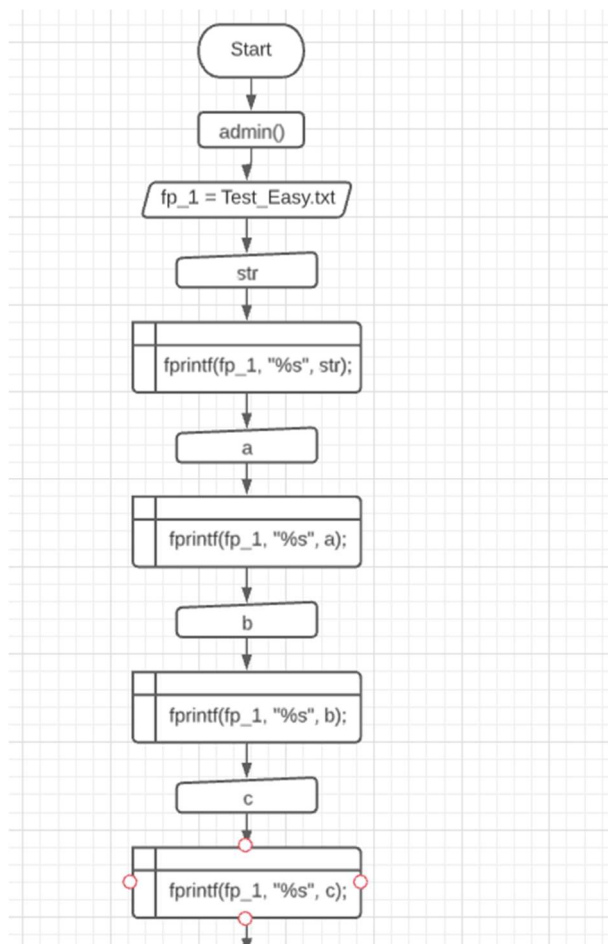 Start
admin()
fp_1 = Test_Easy.txt
str
fprintf(fp_1, "%s", str);
a
fprintf(fp_1, "%s", a);
b
fprintf(fp_1, "%s", b);
c
fprintf(fp_1, "%s", c);